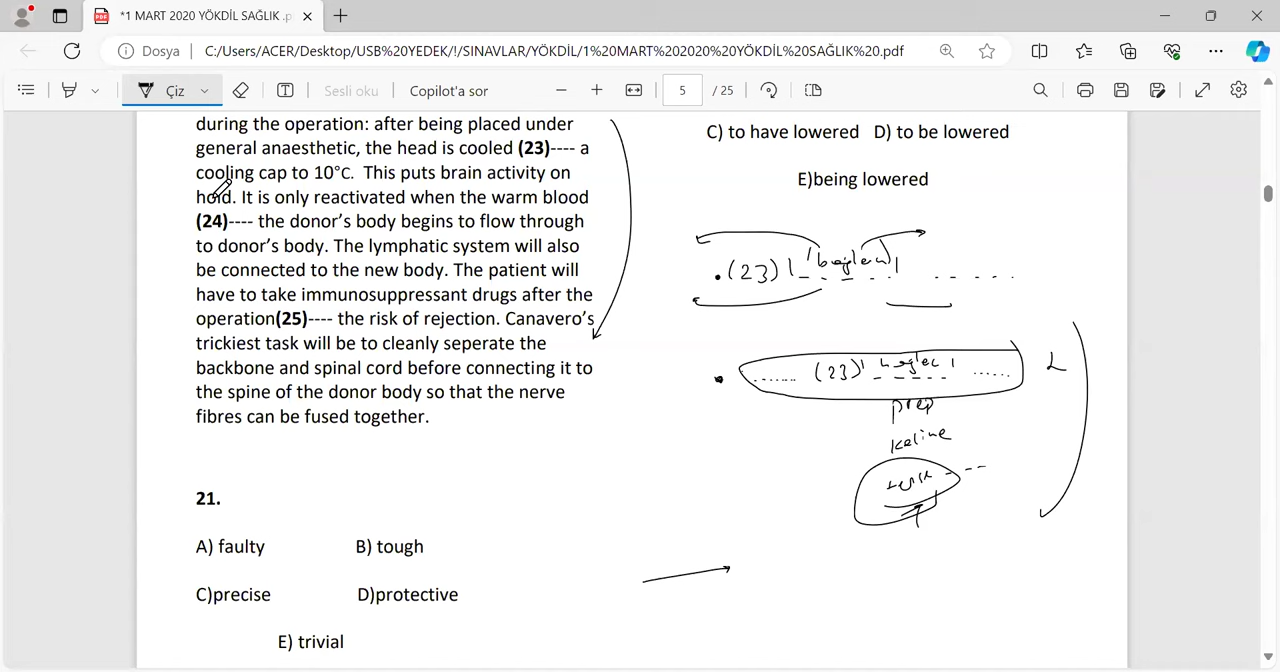 *1 MART 2020 YÖKDİL SAĞLIK .p
Dosya
C:/Users/ACER/Desktop/USB%20YEDEK/!/SINAVLAR/YÖKDİL/1%20MART%202020%20YÖKDİL%20SAĞLIK%20.pdf
Çiz
Sesli oku
Copilot'a sor
5
/ 25
during the operation: after being placed under
general anaesthetic, the head is cooled (23)---- a
cooling cap to 10°C. This puts brain activity on
hold. It is only reactivated when the warm blood
(24)---- the donor's body begins to flow through
to donor's body. The lymphatic system will also
be connected to the new body. The patient will
have to take immunosuppressant drugs after the
operation(25)---- the risk of rejection. Canavero's
trickiest task will be to cleanly seperate the
backbone and spinal cord before connecting it to
the spine of the donor body so that the nerve
fibres can be fused together.
21.
A) faulty B) tough
C)precise D)protective
E) trivial
C) to have lowered D) to be lowered
E)being lowered
(23)
(23)
prep
kelime